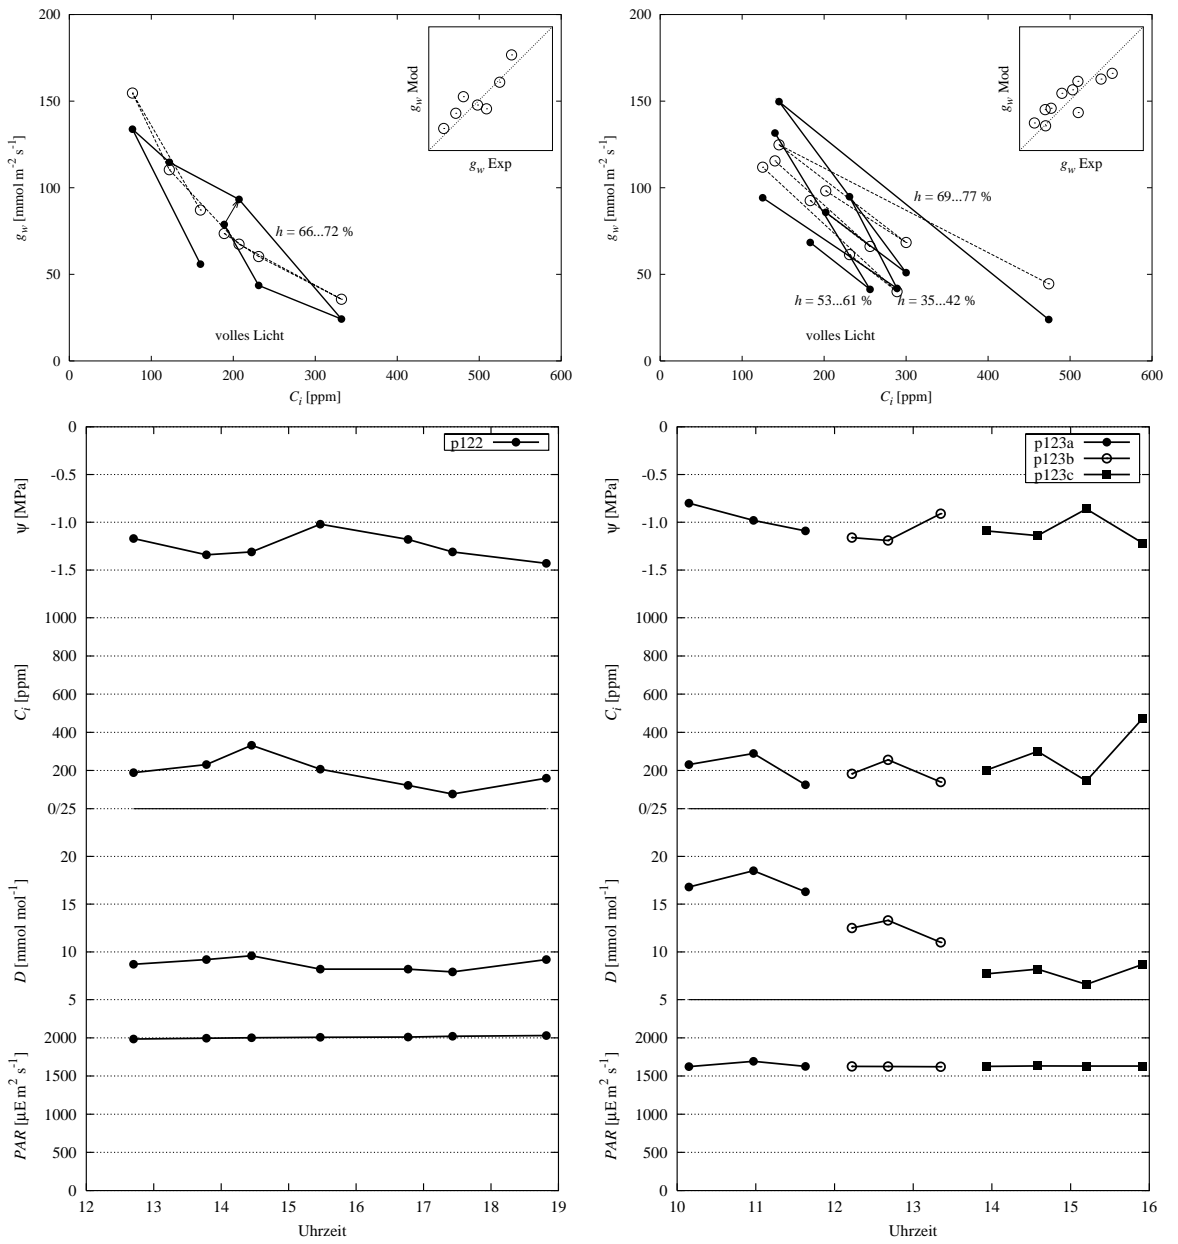 200
150
100
50
0
g_w [mmol m^-2 s^-1]
g_w Mod
g_w Exp
h = 66...72 %
volles Licht
0 100 200 300 400 500 600
C_i [ppm]
200
150
100
50
0
g_w [mmol m^-2 s^-1]
g_w Mod
g_w Exp
h = 69...77 %
h = 53...61 %
h = 35...42 %
volles Licht
0 100 200 300 400 500 600
C_i [ppm]
p122
0
-0.5
-1.0
-1.5
ψ [MPa]
1000
800
600
400
200
0/25
C_i [ppm]
20
15
10
5
D [mmol mol^-1]
2000
1500
1000
500
0
PAR [µE m^2 s^-1]
12 13 14 15 16 17 18 19
Uhrzeit
p123a
p123b
p123c
0
-0.5
-1.0
-1.5
ψ [MPa]
1000
800
600
400
200
0/25
C_i [ppm]
20
15
10
5
D [mmol mol^-1]
2000
1500
1000
500
0
PAR [µE m^2 s^-1]
10 11 12 13 14 15 16
Uhrzeit